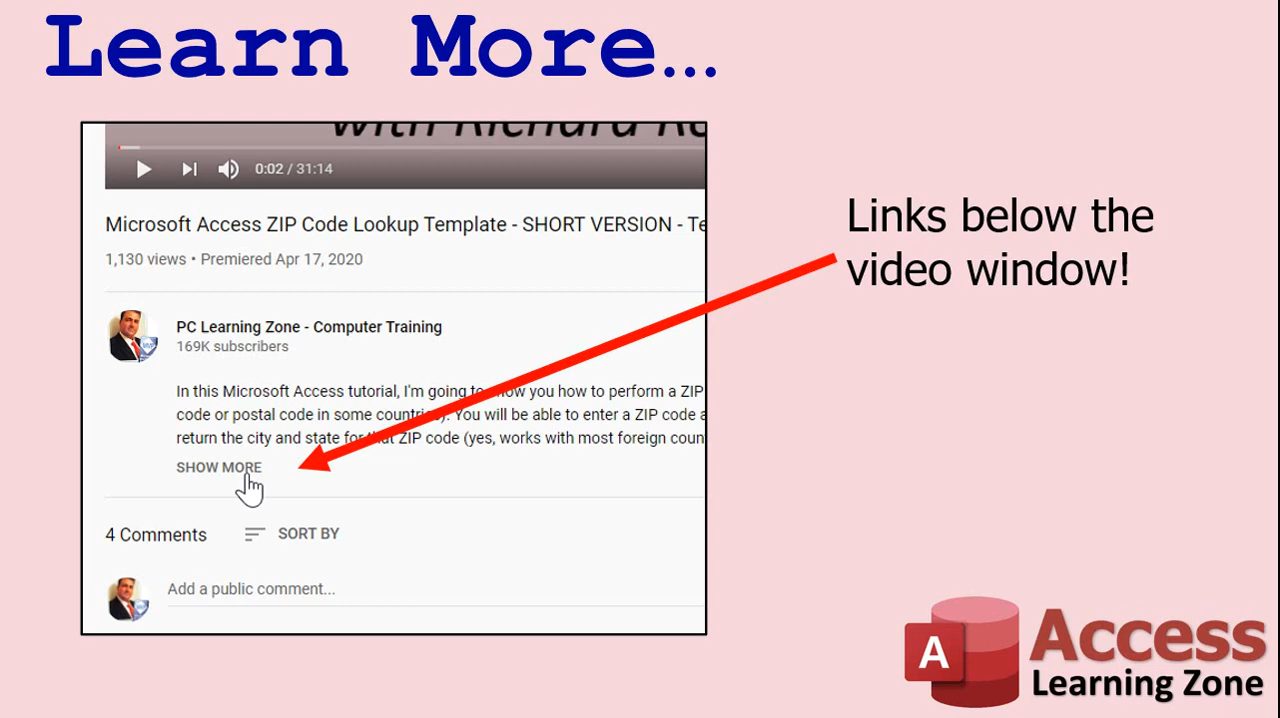 Learn More...
with Richard
0:02 / 31:14
Microsoft Access ZIP Code Lookup Template - SHORT VERSION - Te
1,130 views • Premiered Apr 17, 2020
Links below the
video window!
PC Learning Zone - Computer Training
169K subscribers
In this Microsoft Access tutorial, I'm going to show you how to perform a ZIP
code or postal code in some countries). You will be able to enter a ZIP code a
return the city and state for that ZIP code (yes, works with most foreign coun
SHOW MORE
4 Comments
SORT BY
Add a public comment...
A
Access
Learning Zone